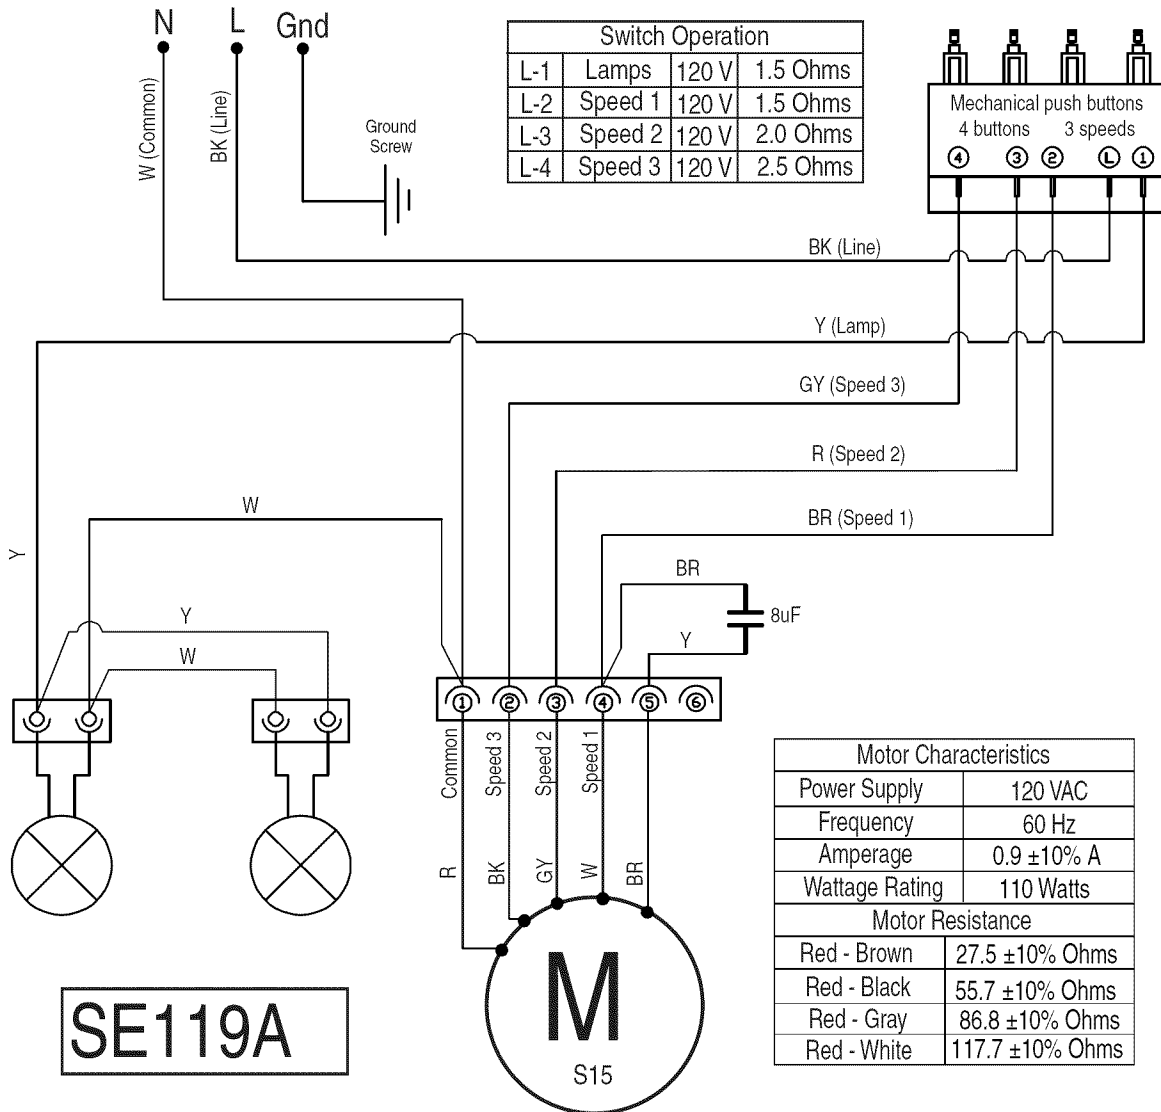 N L Gnd
W (Common)
BK (Line)
Ground
Screw
Switch Operation
L-1 Lamps 120 V 1.5 Ohms
L-2 Speed 1 120 V 1.5 Ohms
L-3 Speed 2 120 V 2.0 Ohms
L-4 Speed 3 120 V 2.5 Ohms
Mechanical push buttons
4 buttons 3 speeds
4 3 2 L 1
BK (Line)
Y (Lamp)
GY (Speed 3)
R (Speed 2)
BR (Speed 1)
W
Y
Y
W
BR
8uF
Y
1 2 3 4 5 6
Common
Speed 3
Speed 2
Speed 1
R
BK
GY
W
BR
M
S15
SE119A
Motor Characteristics
Power Supply 120 VAC
Frequency 60 Hz
Amperage 0.9 ±10% A
Wattage Rating 110 Watts
Motor Resistance
Red - Brown 27.5 ±10% Ohms
Red - Black 55.7 ±10% Ohms
Red - Gray 86.8 ±10% Ohms
Red - White 117.7 ±10% Ohms